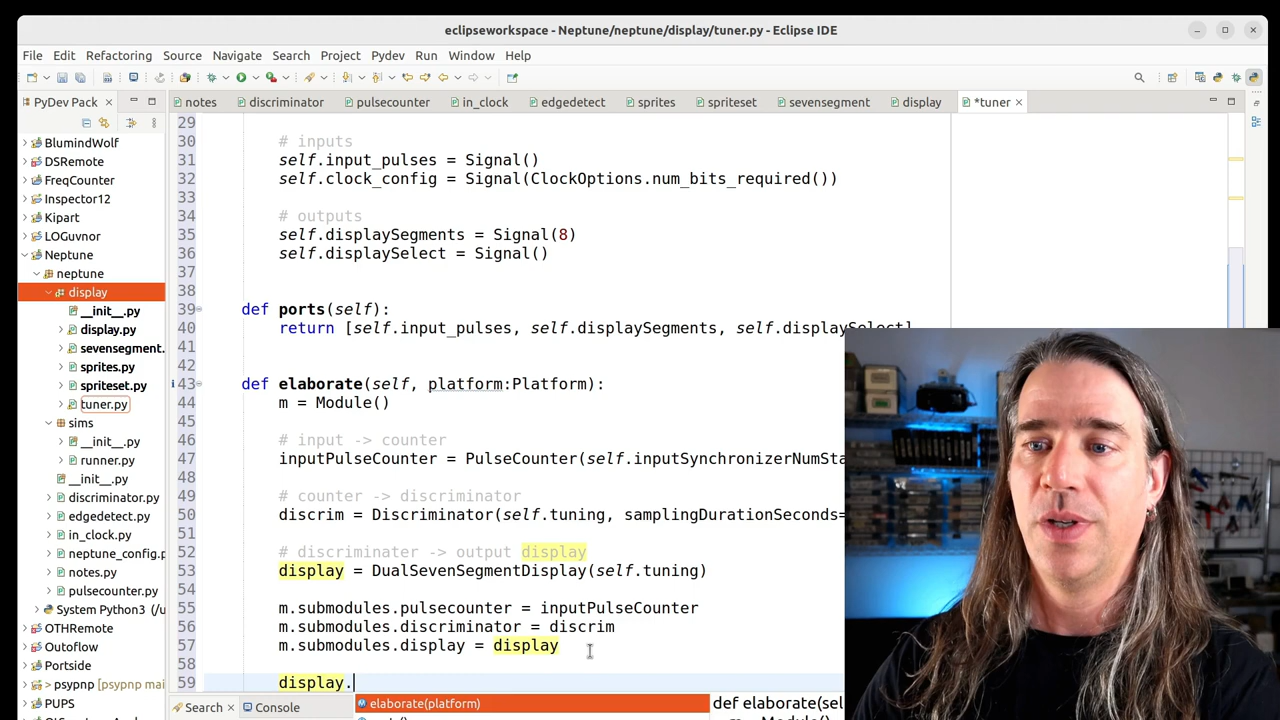 eclipseworkspace - Neptune/neptune/display/tuner.py - Eclipse IDE
File Edit Refactoring Source Navigate Search Project Pydev Run Window Help
PyDev Pack
notes discriminator pulsecounter in_clock edgedetect sprites spriteset sevensegment display *tuner
BlumindWolf
DSRemote
FreqCounter
Inspector12
Kipart
LOGuvnor
Neptune
neptune
display
__init__.py
display.py
sevensegment.
sprites.py
spriteset.py
tuner.py
sims
__init__.py
runner.py
__init__.py
discriminator.py
edgedetect.py
in_clock.py
neptune_config.p
notes.py
pulsecounter.py
System Python3 (/u
OTHRemote
Outoflow
Portside
> psypnp [psypnp mai
PUPS
29
30 # inputs
31 self.input_pulses = Signal()
32 self.clock_config = Signal(ClockOptions.num_bits_required())
33
34 # outputs
35 self.displaySegments = Signal(8)
36 self.displaySelect = Signal()
37
38
39 def ports(self):
40 return [self.input_pulses, self.displaySegments, self.displaySelect]
41
42
43 def elaborate(self, platform:Platform):
44 m = Module()
45
46 # input -> counter
47 inputPulseCounter = PulseCounter(self.inputSynchronizerNumSta
48
49 # counter -> discriminator
50 discrim = Discriminator(self.tuning, samplingDurationSeconds=
51
52 # discriminater -> output display
53 display = DualSevenSegmentDisplay(self.tuning)
54
55 m.submodules.pulsecounter = inputPulseCounter
56 m.submodules.discriminator = discrim
57 m.submodules.display = display
58
59 display.
elaborate(platform)
def elaborate(sel
Search Console